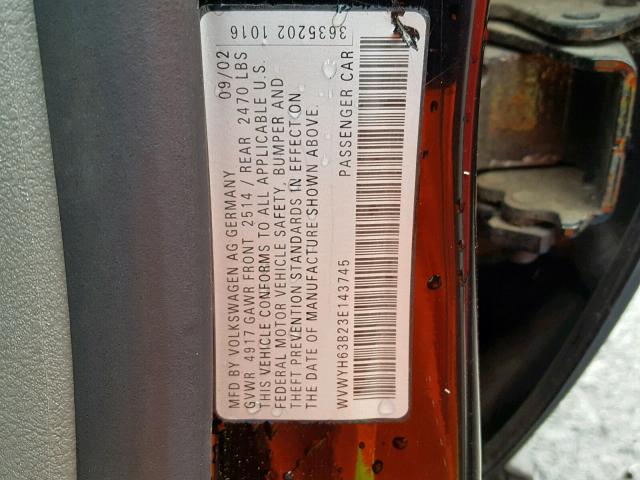 MFD BY VOLKSWAGEN AG GERMANY 09/02
GVWR 4917 GAWR FRONT 2514 / REAR 2470 LBS
THIS VEHICLE CONFORMS TO ALL APPLICABLE U.S.
FEDERAL MOTOR VEHICLE SAFETY, BUMPER AND
THEFT PREVENTION STANDARDS IN EFFECT ON
THE DATE OF MANUFACTURE SHOWN ABOVE.
3635202 1016
WVWYH63B23E143745 PASSENGER CAR